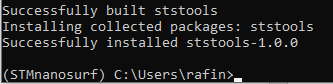 Successfully built ststools
Installing collected packages: ststools
Successfully installed ststools-1.0.0
(STMnanosurf) C:\Users\rafin>